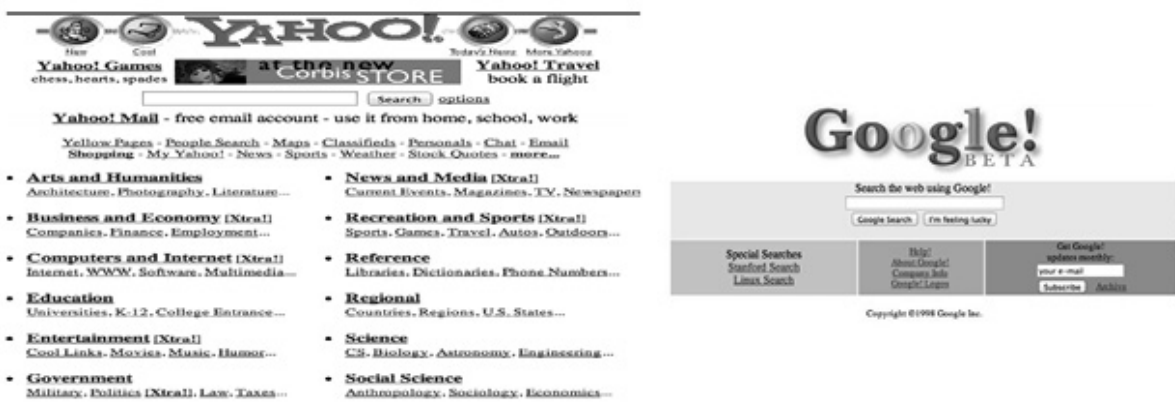 YAHOO!
New Cool Today's News More Yahoos
Yahoo! Games
chess, hearts, spades
at the new
Corbis STORE
Yahoo! Travel
book a flight
Search options
Yahoo! Mail - free email account - use it from home, school, work
Yellow Pages - People Search - Maps - Classifieds - Personals - Chat - Email
Shopping - My Yahoo! - News - Sports - Weather - Stock Quotes - more...
• Arts and Humanities
Architecture, Photography, Literature...
• Business and Economy [Xtra!]
Companies, Finance, Employment...
• Computers and Internet [Xtra!]
Internet, WWW, Software, Multimedia...
• Education
Universities, K-12, College Entrance...
• Entertainment [Xtra!]
Cool Links, Movies, Music, Humor...
• Government
Military, Politics [Xtra!], Law, Taxes...
• News and Media [Xtra!]
Current Events, Magazines, TV, Newspapers
• Recreation and Sports [Xtra!]
Sports, Games, Travel, Autos, Outdoors...
• Reference
Libraries, Dictionaries, Phone Numbers...
• Regional
Countries, Regions, U.S. States...
• Science
CS, Biology, Astronomy, Engineering...
• Social Science
Anthropology, Sociology, Economics...
Google!
BETA
Search the web using Google!
Google Search I'm feeling lucky
Special Searches
Stanford Search
Linux Search
Help!
About Google!
Company Info
Google! Logos
Get Google!
updates monthly:
your e-mail
Subscribe Archive
Copyright ©1998 Google Inc.